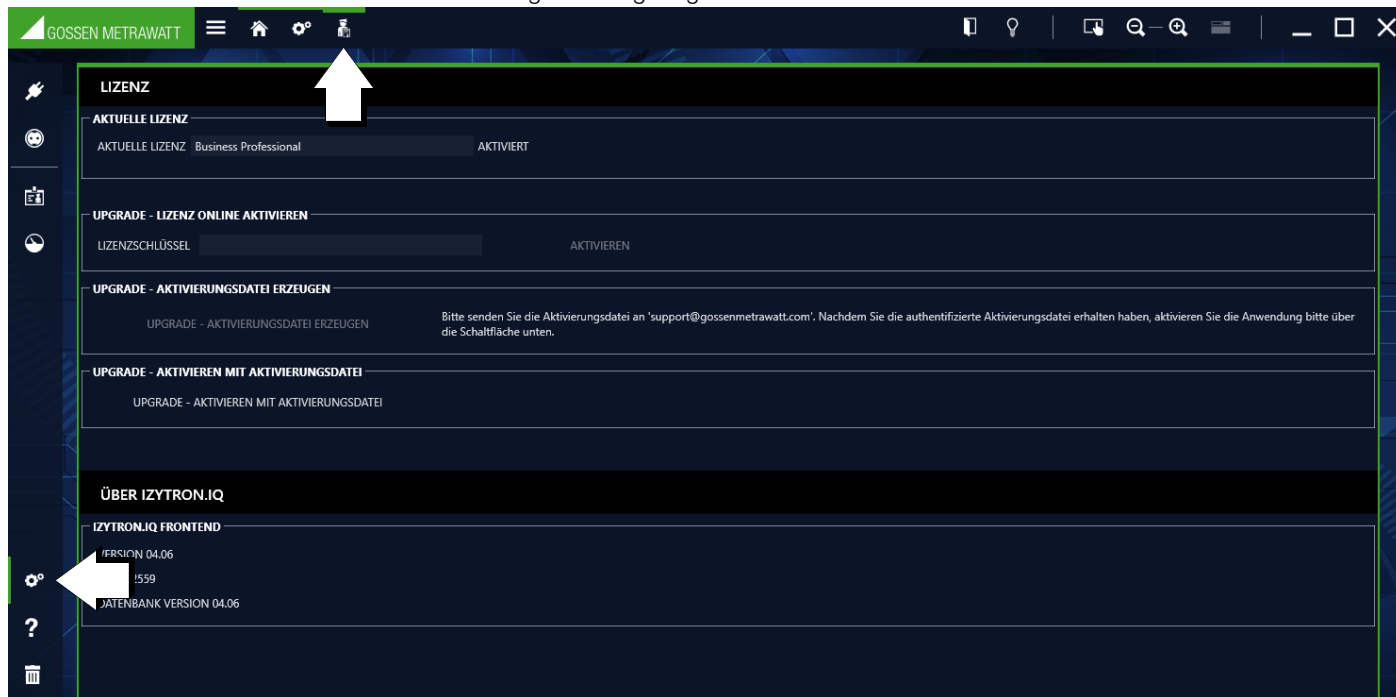 GOSSEN METRAWATT
LIZENZ
AKTUELLE LIZENZ
AKTUELLE LIZENZ Business Professional AKTIVIERT
UPGRADE - LIZENZ ONLINE AKTIVIEREN
LIZENZSCHLÜSSEL AKTIVIEREN
UPGRADE - AKTIVIERUNGSDATEI ERZEUGEN
UPGRADE - AKTIVIERUNGSDATEI ERZEUGEN
Bitte senden Sie die Aktivierungsdatei an 'support@gossenmetrawatt.com'. Nachdem Sie die authentifizierte Aktivierungsdatei erhalten haben, aktivieren Sie die Anwendung bitte über
die Schaltfläche unten.
UPGRADE - AKTIVIEREN MIT AKTIVIERUNGSDATEI
UPGRADE - AKTIVIEREN MIT AKTIVIERUNGSDATEI
ÜBER IZYTRON.IQ
IZYTRON.IQ FRONTEND
VERSION 04.06
2559
DATENBANK VERSION 04.06
?